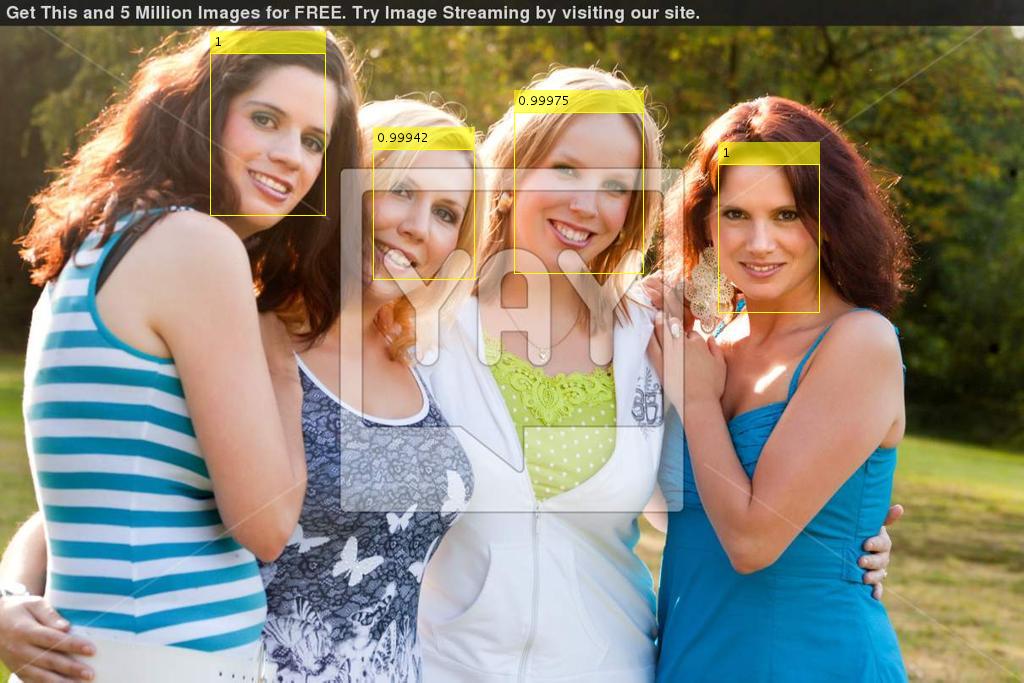 Get This and 5 Million Images for FREE. Try Image Streaming by visiting our site.
1
0.99942
0.99975
1
YAY